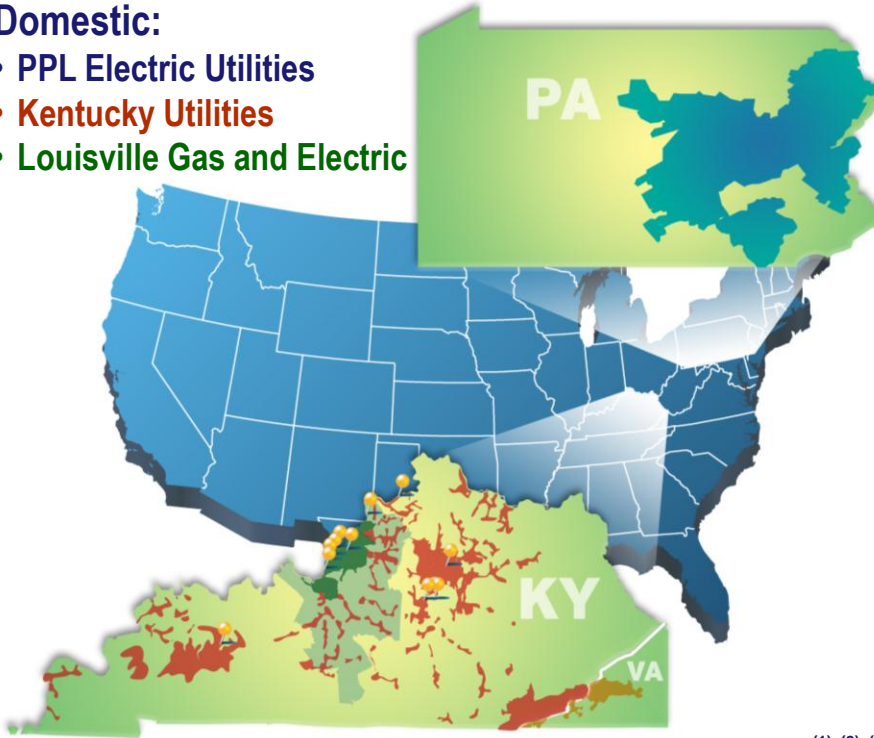 Domestic:
• PPL Electric Utilities
• Kentucky Utilities
• Louisville Gas and Electric
PA
KY
VA